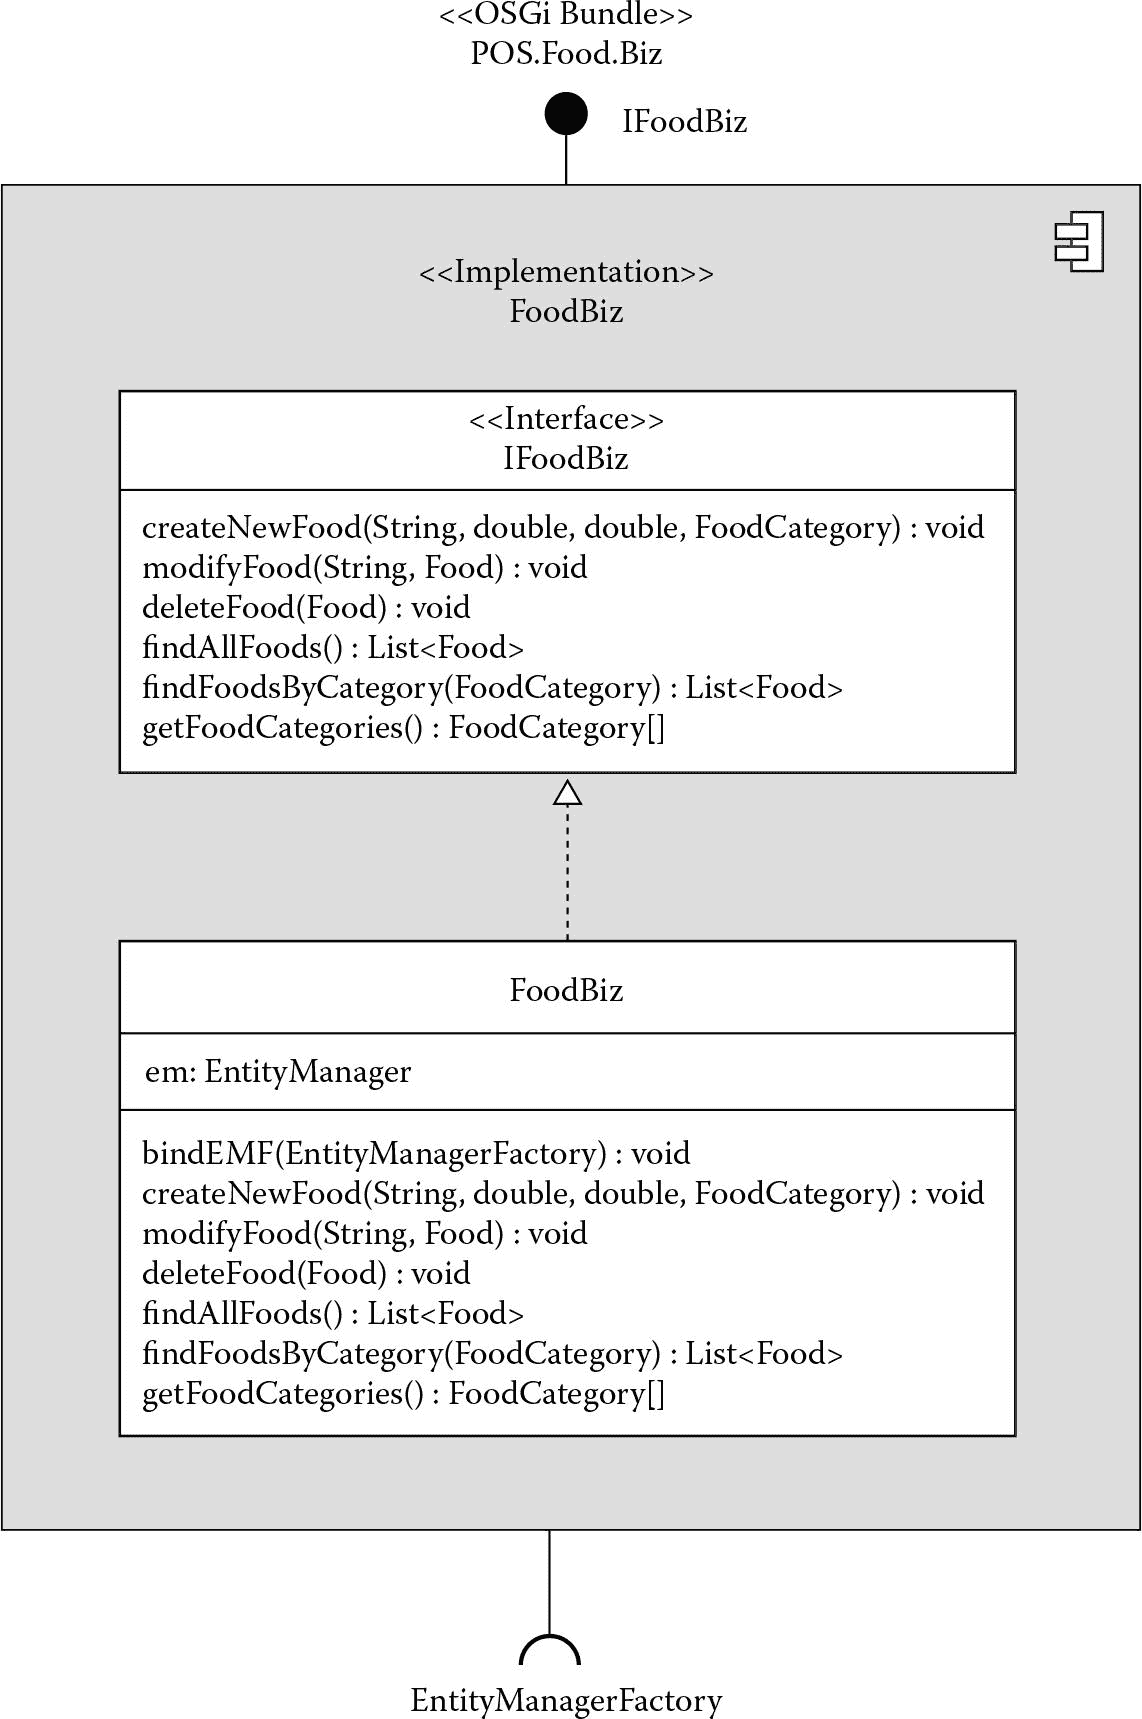 <<OSGi Bundle>>
POS.Food.Biz
IFoodBiz
<<Implementation>>
FoodBiz
<<Interface>>
IFoodBiz
createNewFood(String, double, double, FoodCategory) : void
modifyFood(String, Food) : void
deleteFood(Food) : void
findAllFoods() : List<Food>
findFoodsByCategory(FoodCategory) : List<Food>
getFoodCategories() : FoodCategory[]
FoodBiz
em: EntityManager
bindEMF(EntityManagerFactory) : void
createNewFood(String, double, double, FoodCategory) : void
modifyFood(String, Food) : void
deleteFood(Food) : void
findAllFoods() : List<Food>
findFoodsByCategory(FoodCategory) : List<Food>
getFoodCategories() : FoodCategory[]
EntityManagerFactory